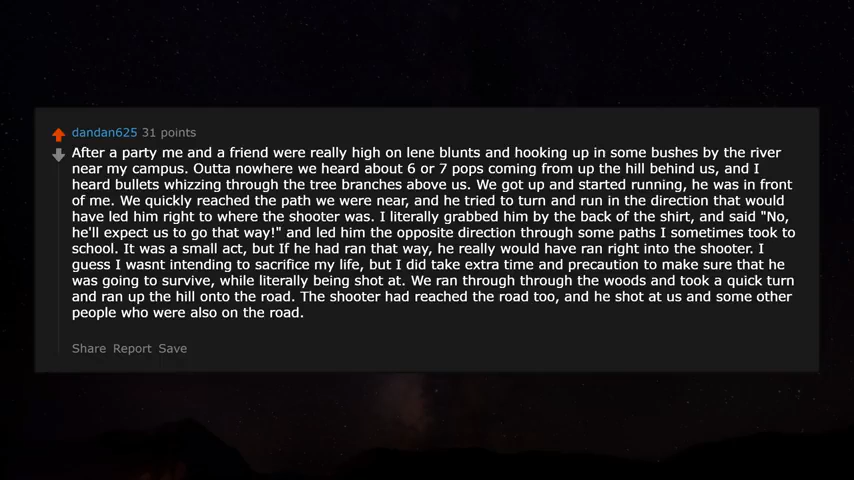 dandan625 31 points
After a party me and a friend were really high on lene blunts and hooking up in some bushes by the river
near my campus. Outta nowhere we heard about 6 or 7 pops coming from up the hill behind us, and I
heard bullets whizzing through the tree branches above us. We got up and started running, he was in front
of me. We quickly reached the path we were near, and he tried to turn and run in the direction that would
have led him right to where the shooter was. I literally grabbed him by the back of the shirt, and said "No,
he'll expect us to go that way!" and led him the opposite direction through some paths I sometimes took to
school. It was a small act, but If he had ran that way, he really would have ran right into the shooter. I
guess I wasnt intending to sacrifice my life, but I did take extra time and precaution to make sure that he
was going to survive, while literally being shot at. We ran through through the woods and took a quick turn
and ran up the hill onto the road. The shooter had reached the road too, and he shot at us and some other
people who were also on the road.
Share Report Save